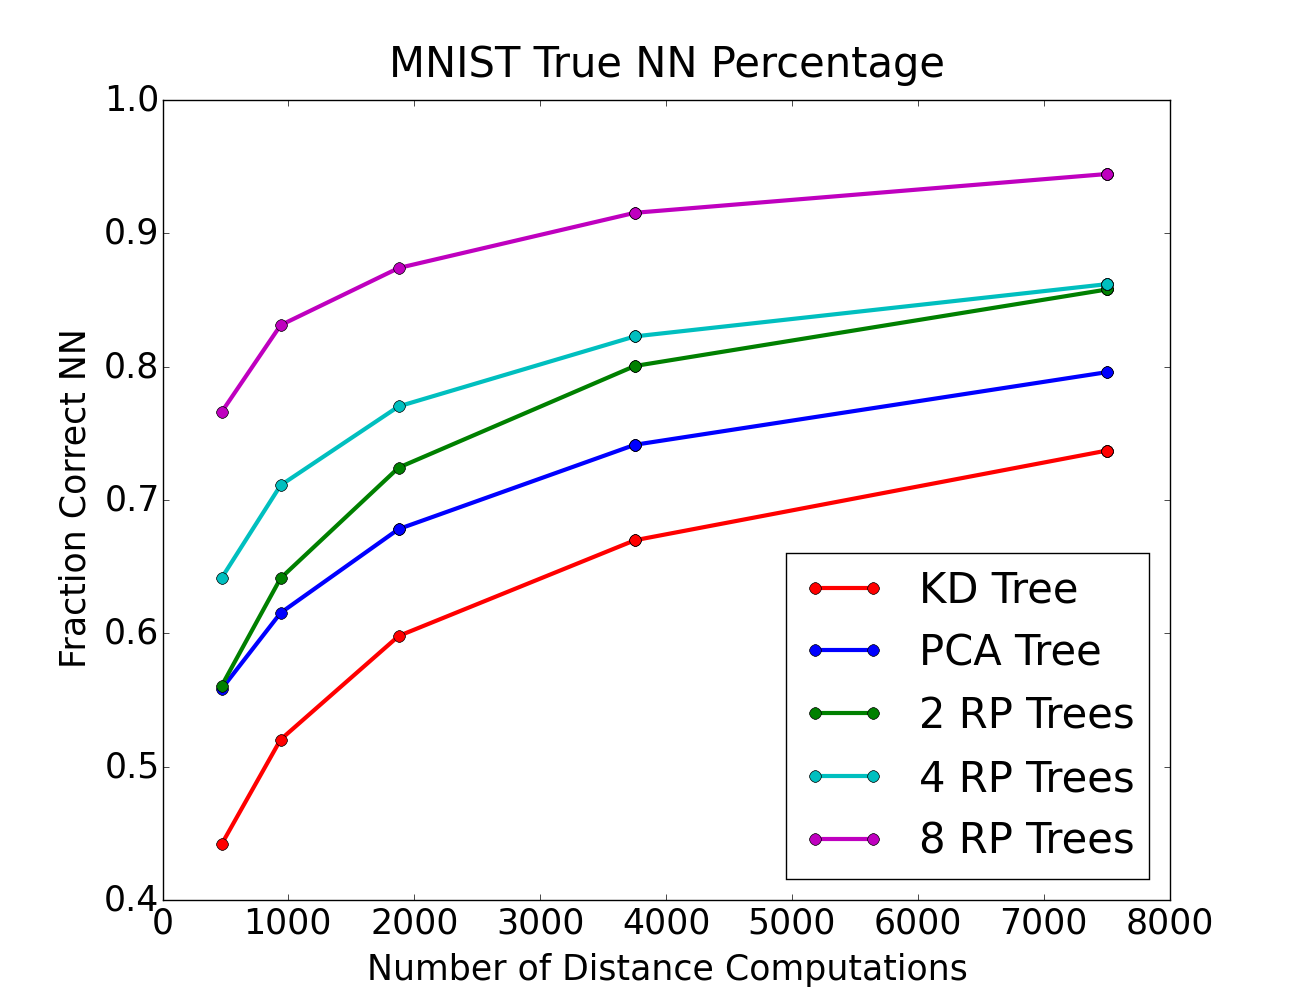 MNIST True NN Percentage
1.0
0.9
0.8
0.7
0.6
0.5
0.4
Fraction Correct NN
KD Tree
PCA Tree
2 RP Trees
4 RP Trees
8 RP Trees
0 1000 2000 3000 4000 5000 6000 7000 8000
Number of Distance Computations